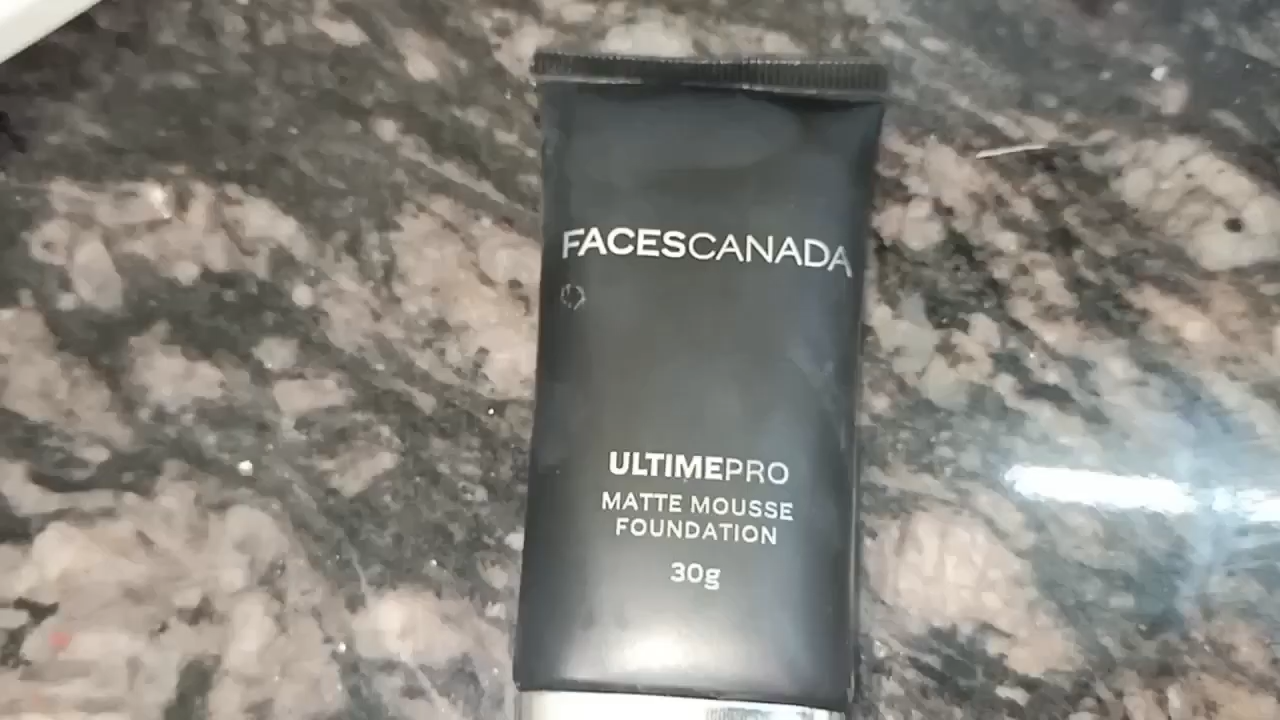 FACESCANADA
ULTIMEPRO
MATTE MOUSSE
FOUNDATION
30g